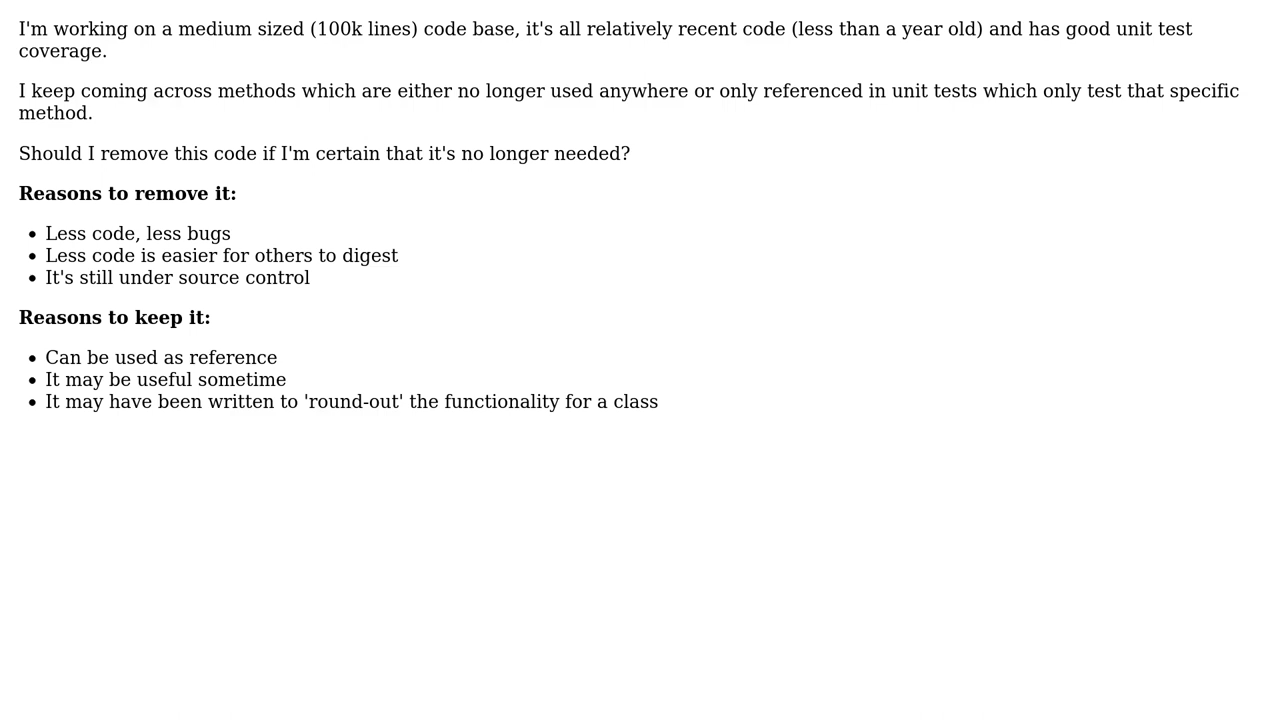 I'm working on a medium sized (100k lines) code base, it's all relatively recent code (less than a year old) and has good unit test
coverage.
I keep coming across methods which are either no longer used anywhere or only referenced in unit tests which only test that specific
method.
Should I remove this code if I'm certain that it's no longer needed?
Reasons to remove it:
• Less code, less bugs
• Less code is easier for others to digest
• It's still under source control
Reasons to keep it:
• Can be used as reference
• It may be useful sometime
• It may have been written to 'round-out' the functionality for a class